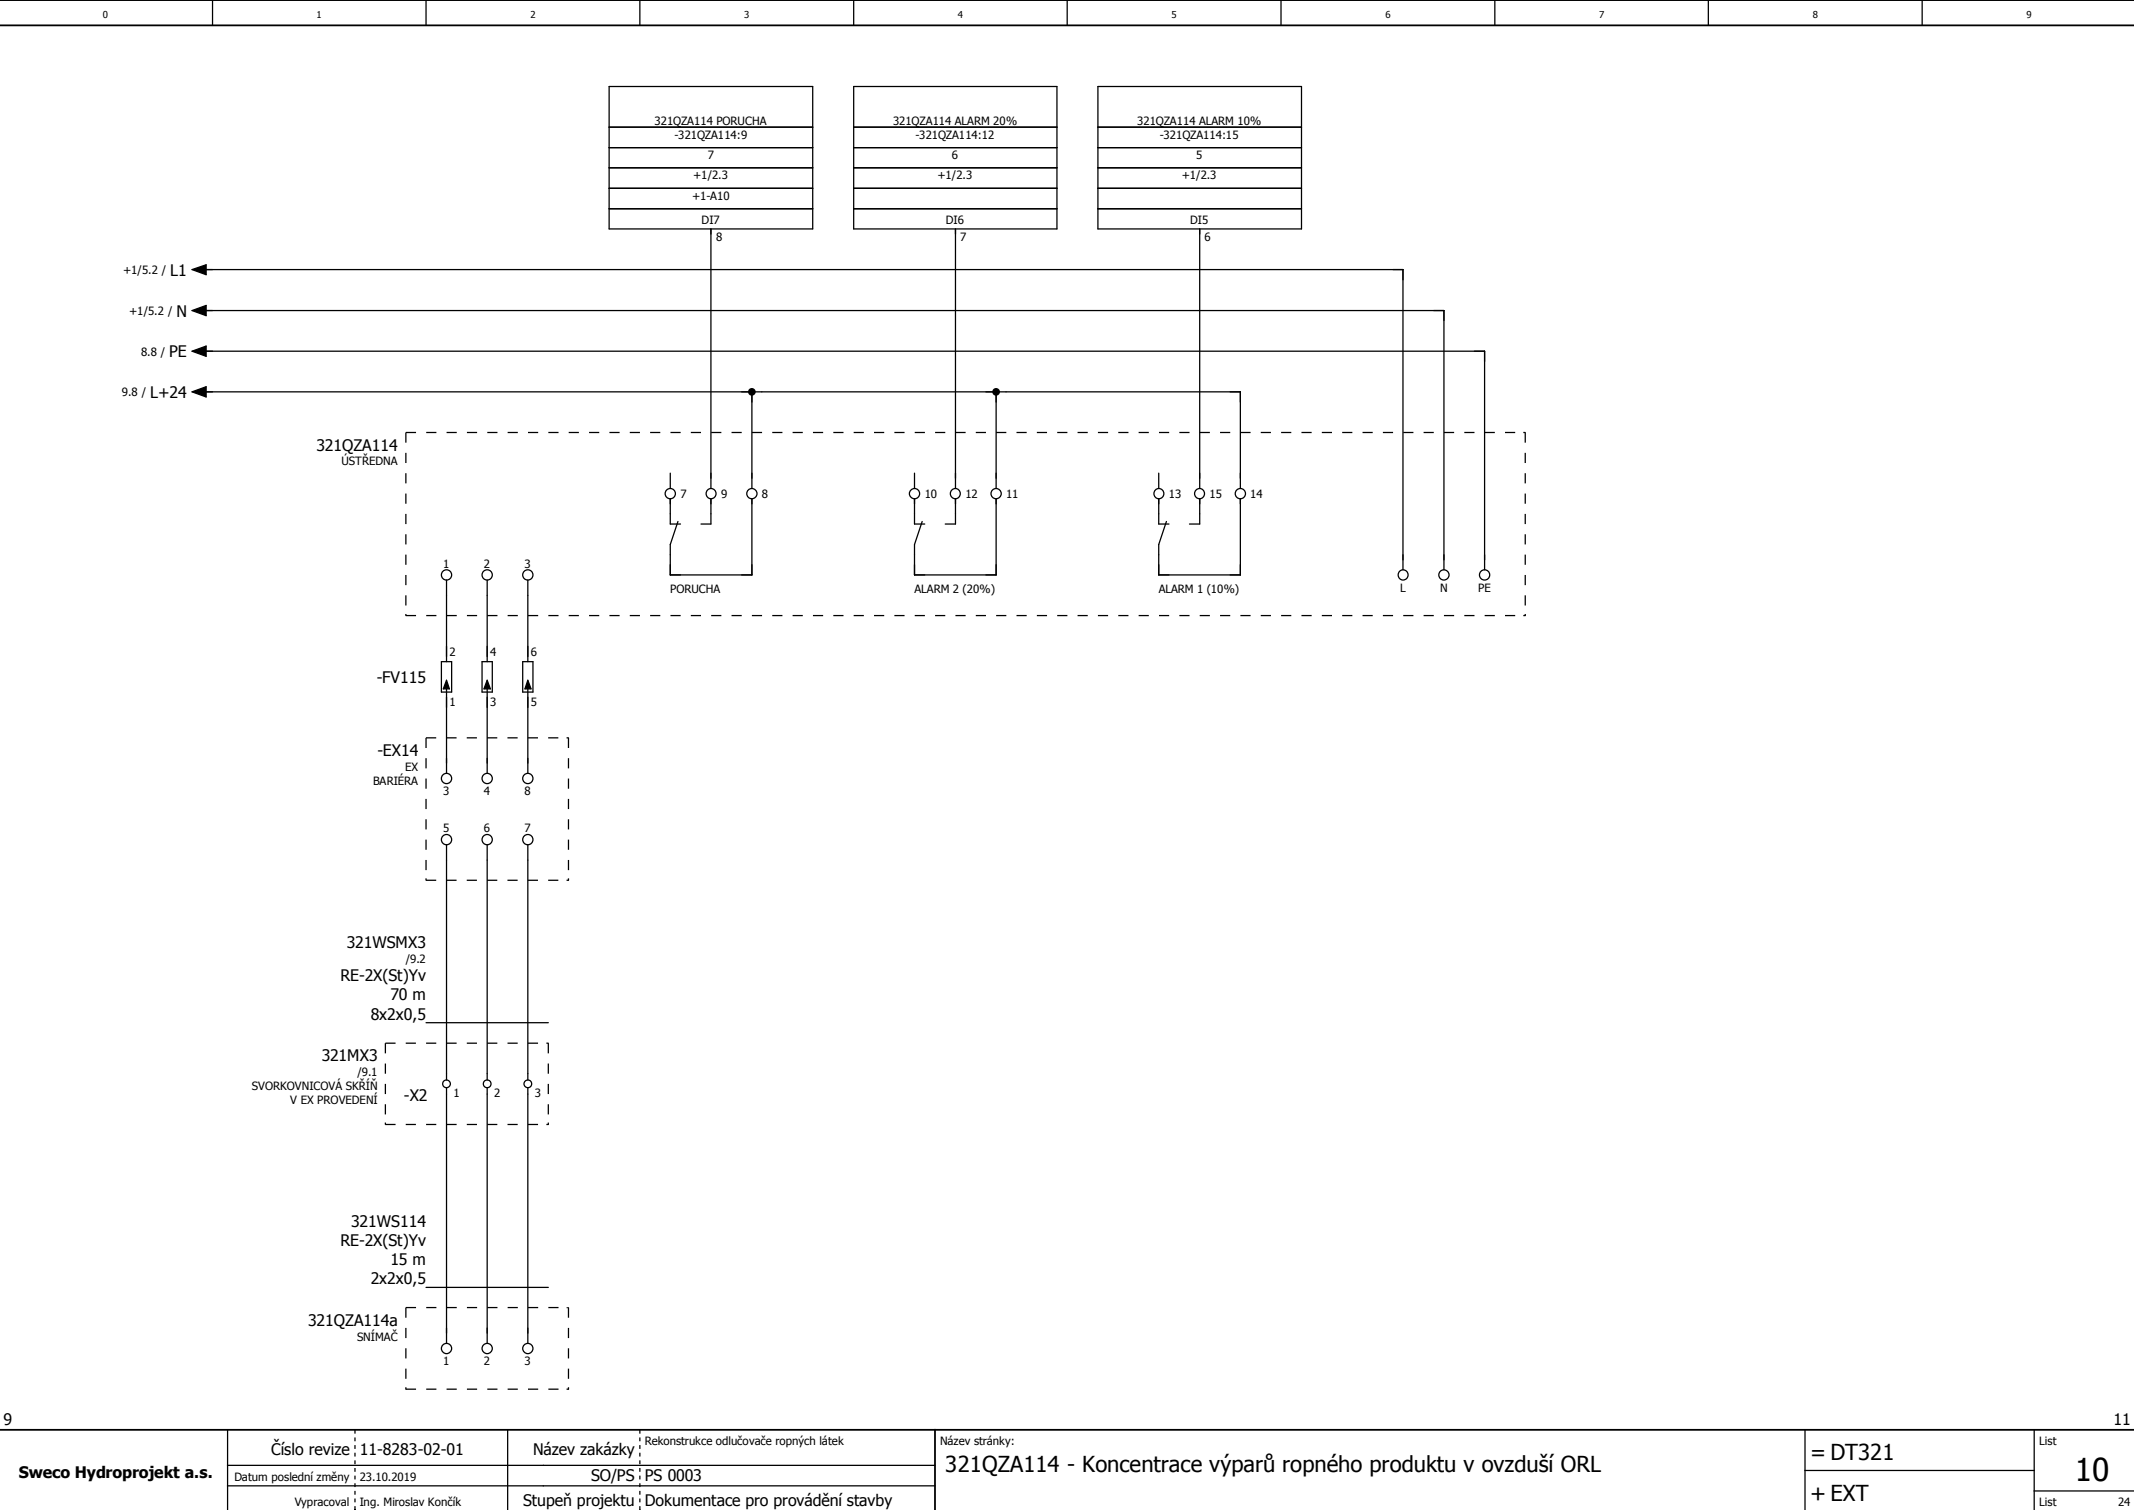 0 1 2 3 4 5 6 7 8 9
321QZA114 PORUCHA 321QZA114 ALARM 20% 321QZA114 ALARM 10%
-321QZA114:9 -321QZA114:12 -321QZA114:15
7 6 5
+1/2.3 +1/2.3 +1/2.3
+1-A10
DI7 DI6 DI5
8 7 6
+1/5.2 / L1
+1/5.2 / N
8.8 / PE
9.8 / L+24
321QZA114
ÚSTŘEDNA
7 9 8 10 12 11 13 15 14
1 2 3
PORUCHA ALARM 2 (20%) ALARM 1 (10%) L N PE
2 4 6
-FV115
1 3 5
-EX14
EX
BARIÉRA
3 4 8
5 6 7
321WSMX3
/9.2
RE-2X(St)Yv
70 m
8x2x0,5
321MX3
/9.1
SVORKOVNICOVÁ SKŘÍŇ
V EX PROVEDENÍ
-X2 1 2 3
321WS114
RE-2X(St)Yv
15 m
2x2x0,5
321QZA114a
SNÍMAČ
1 2 3
9 11
Sweco Hydroprojekt a.s.
Číslo revize 11-8283-02-01
Datum poslední změny 23.10.2019
Vypracoval Ing. Miroslav Končík
Název zakázky Rekonstrukce odlučovače ropných látek
SO/PS PS 0003
Stupeň projektu Dokumentace pro provádění stavby
Název stránky:
321QZA114 - Koncentrace výparů ropného produktu v ovzduší ORL
= DT321
+ EXT
List
10
List 24